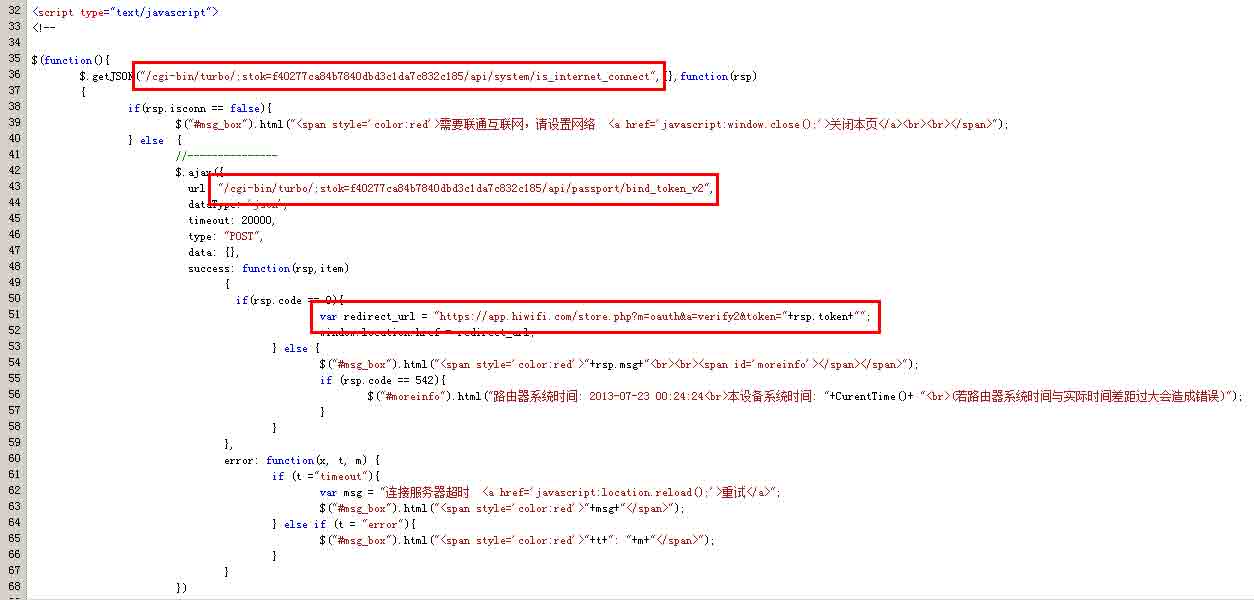 32 <script type="text/javascript">
33 <!--
34
35 $(function(){
36 $.getJSON("/cgi-bin/turbo/;stok=f40277ca84b7840dbd3c1da7c832c185/api/system/is_internet_connect",{},function(rsp)
37 {
38 if(rsp.isconn == false){
39 $("#msg_box").html("<span style='color:red'>需要联通互联网，请设置网络 <a href='javascript:window.close();'>关闭本页</a><br><br></span>");
40 } else {
41 //---------------
42 $.ajax({
43 url: "/cgi-bin/turbo/;stok=f40277ca84b7840dbd3c1da7c832c185/api/passport/bind_token_v2",
44 dataType: "json",
45 timeout: 20000,
46 type: "POST",
47 data: {},
48 success: function(rsp,item)
49 {
50 if(rsp.code == 0){
51 var redirect_url = "https://app.hiwifi.com/store.php?m=oauth&a=verify2&token="+rsp.token+"";
52 window.location.href = redirect_url;
53 } else {
54 $("#msg_box").html("<span style='color:red'>"+rsp.msg+"<br><br><span id='moreinfo'></span></span>");
55 if (rsp.code == 542){
56 $("#moreinfo").html("路由器系统时间: 2013-07-23 00:24:24<br>本设备系统时间: "+CurentTime()+ "<br>(若路由器系统时间与实际时间差距过大会造成错误)");
57 }
58 }
59 },
60 error: function(x, t, m) {
61 if (t ="timeout"){
62 var msg = "连接服务器超时 <a href='javascript:location.reload();'>重试</a>";
63 $("#msg_box").html("<span style='color:red'>"+msg+"</span>");
64 } else if (t = "error"){
65 $("#msg_box").html("<span style='color:red'>"+t+": "+m+"</span>");
66 }
67 }
68 })